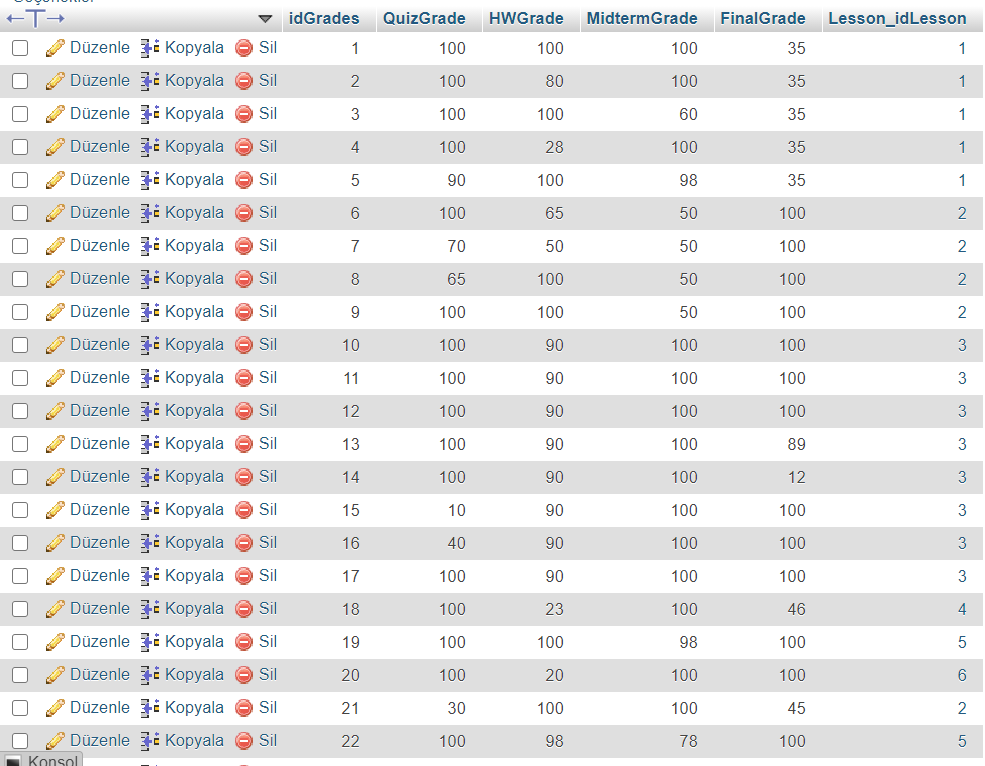 idGrades QuizGrade HWGrade MidtermGrade FinalGrade Lesson_idLesson
Düzenle Kopyala Sil 1 100 100 100 35 1
Düzenle Kopyala Sil 2 100 80 100 35 1
Düzenle Kopyala Sil 3 100 100 60 35 1
Düzenle Kopyala Sil 4 100 28 100 35 1
Düzenle Kopyala Sil 5 90 100 98 35 1
Düzenle Kopyala Sil 6 100 65 50 100 2
Düzenle Kopyala Sil 7 70 50 50 100 2
Düzenle Kopyala Sil 8 65 100 50 100 2
Düzenle Kopyala Sil 9 100 100 50 100 2
Düzenle Kopyala Sil 10 100 90 100 100 3
Düzenle Kopyala Sil 11 100 90 100 100 3
Düzenle Kopyala Sil 12 100 90 100 100 3
Düzenle Kopyala Sil 13 100 90 100 89 3
Düzenle Kopyala Sil 14 100 90 100 12 3
Düzenle Kopyala Sil 15 10 90 100 100 3
Düzenle Kopyala Sil 16 40 90 100 100 3
Düzenle Kopyala Sil 17 100 90 100 100 3
Düzenle Kopyala Sil 18 100 23 100 46 4
Düzenle Kopyala Sil 19 100 100 98 100 5
Düzenle Kopyala Sil 20 100 20 100 100 6
Düzenle Kopyala Sil 21 30 100 100 45 2
Düzenle Kopyala Sil 22 100 98 78 100 5
Konsol